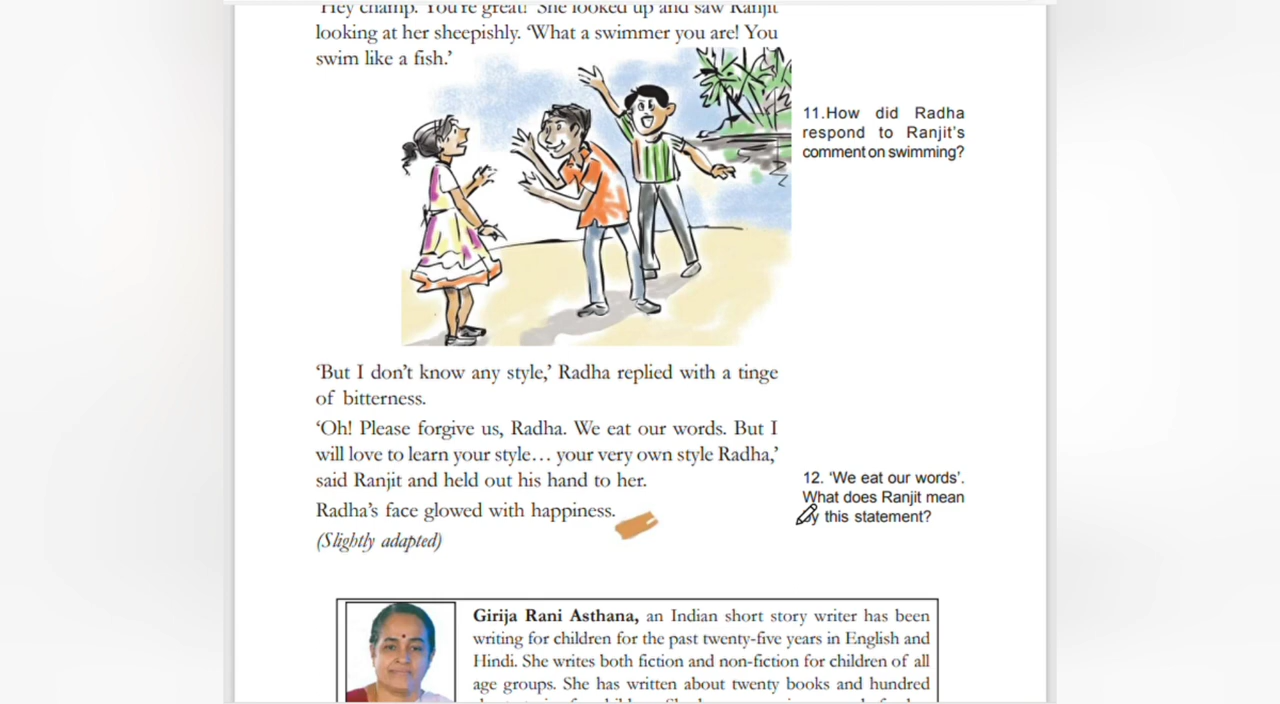 'Hey champ. You're great!' She looked up and saw Ranjit
looking at her sheepishly. 'What a swimmer you are! You
swim like a fish.'
11.How did Radha
respond to Ranjit's
comment on swimming?
'But I don't know any style,' Radha replied with a tinge
of bitterness.
'Oh! Please forgive us, Radha. We eat our words. But I
will love to learn your style… your very own style Radha,'
said Ranjit and held out his hand to her.
Radha's face glowed with happiness.
(Slightly adapted)
12. 'We eat our words'.
What does Ranjit mean
by this statement?
Girija Rani Asthana, an Indian short story writer has been
writing for children for the past twenty-five years in English and
Hindi. She writes both fiction and non-fiction for children of all
age groups. She has written about twenty books and hundred